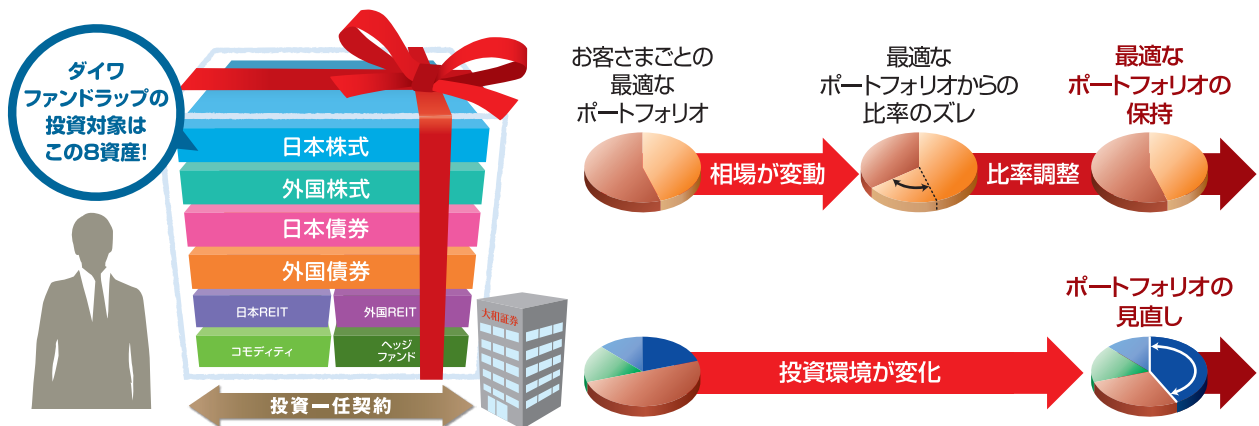 ダイワ
ファンドラップの
投資対象は
この8資産!
日本株式
外国株式
日本債券
外国債券
日本REIT
外国REIT
コモディティ
ヘッジ
ファンド
大和証券
投資一任契約
お客さまごとの
最適な
ポートフォリオ
相場が変動
最適な
ポートフォリオからの
比率のズレ
比率調整
最適な
ポートフォリオの
保持
投資環境が変化
ポートフォリオの
見直し